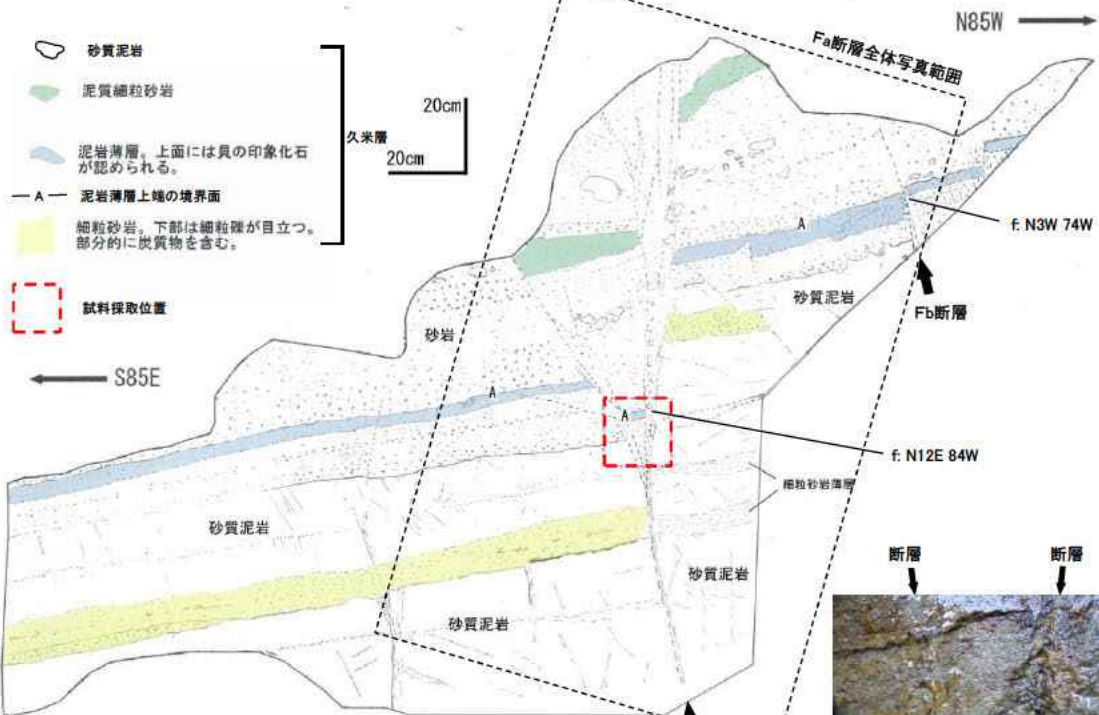 N85W
Fa断層全体写真範囲
砂質泥岩
泥質細粒砂岩
泥岩薄層。上面には貝の印象化石
が認められる。
A 泥岩薄層上端の境界面
細粒砂岩。下部は細粒礫が目立つ。
部分的に炭質物を含む。
久米層
試料採取位置
20cm
20cm
A
f: N3W 74W
砂質泥岩
Fb断層
砂岩
S85E
A
A
f: N12E 84W
細粒砂岩薄層
砂質泥岩
砂質泥岩
砂質泥岩
断層
断層